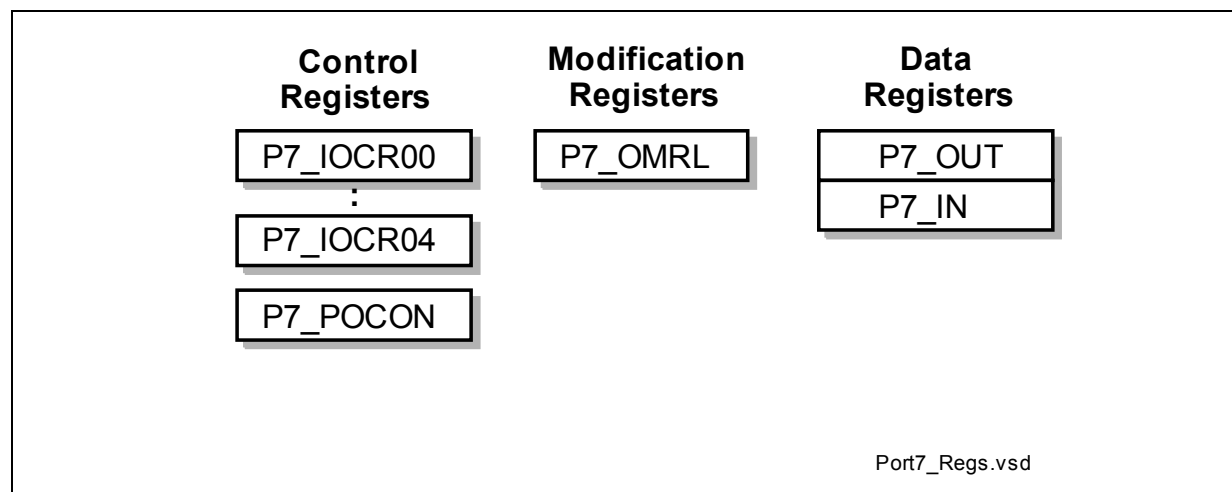 Control
Registers
P7_IOCR00
:
P7_IOCR04
P7_POCON
Modification
Registers
P7_OMRL
Data
Registers
P7_OUT
P7_IN
Port7_Regs.vsd